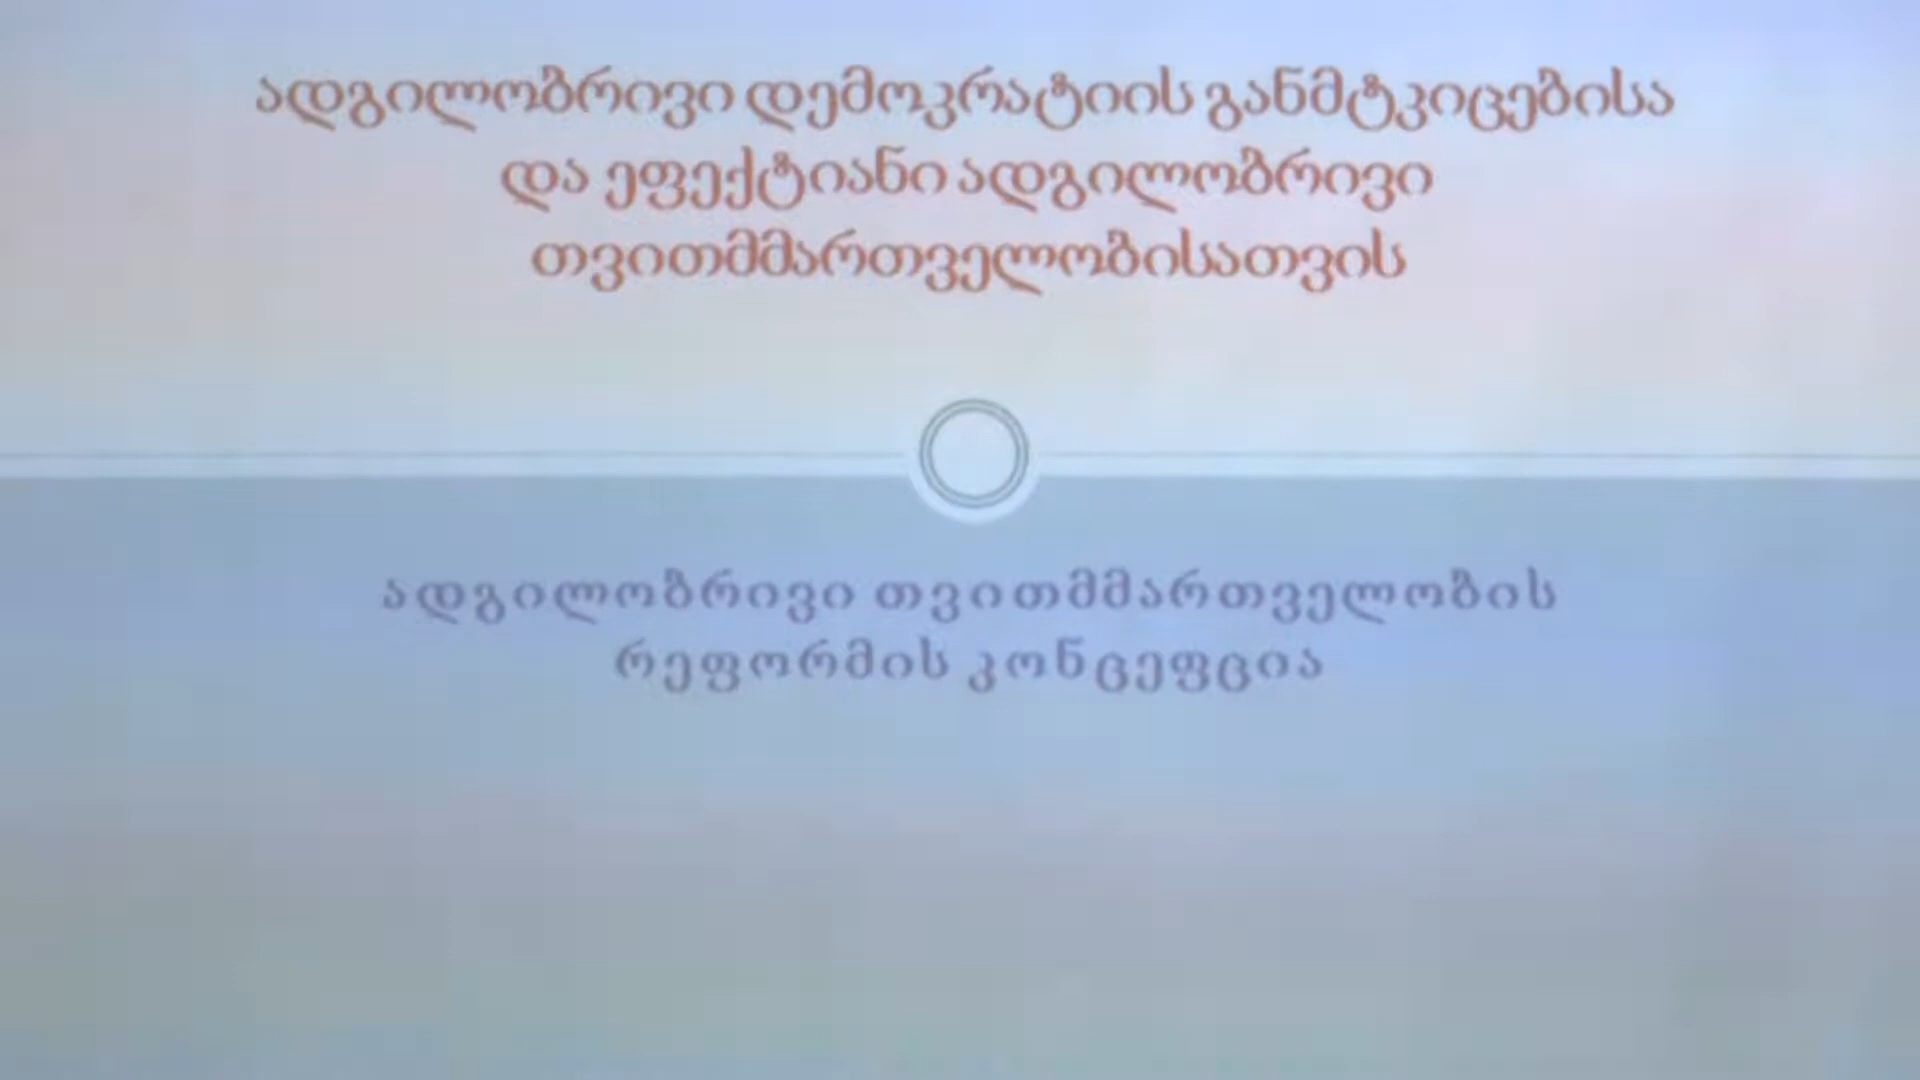 ადგილობრივი დემოკრატიის განმტკიცებისა
და ეფექტიანი ადგილობრივი
თვითმმართველობისათვის
ადგილობრივი თვითმმართველობის
რეფორმის კონცეფცია